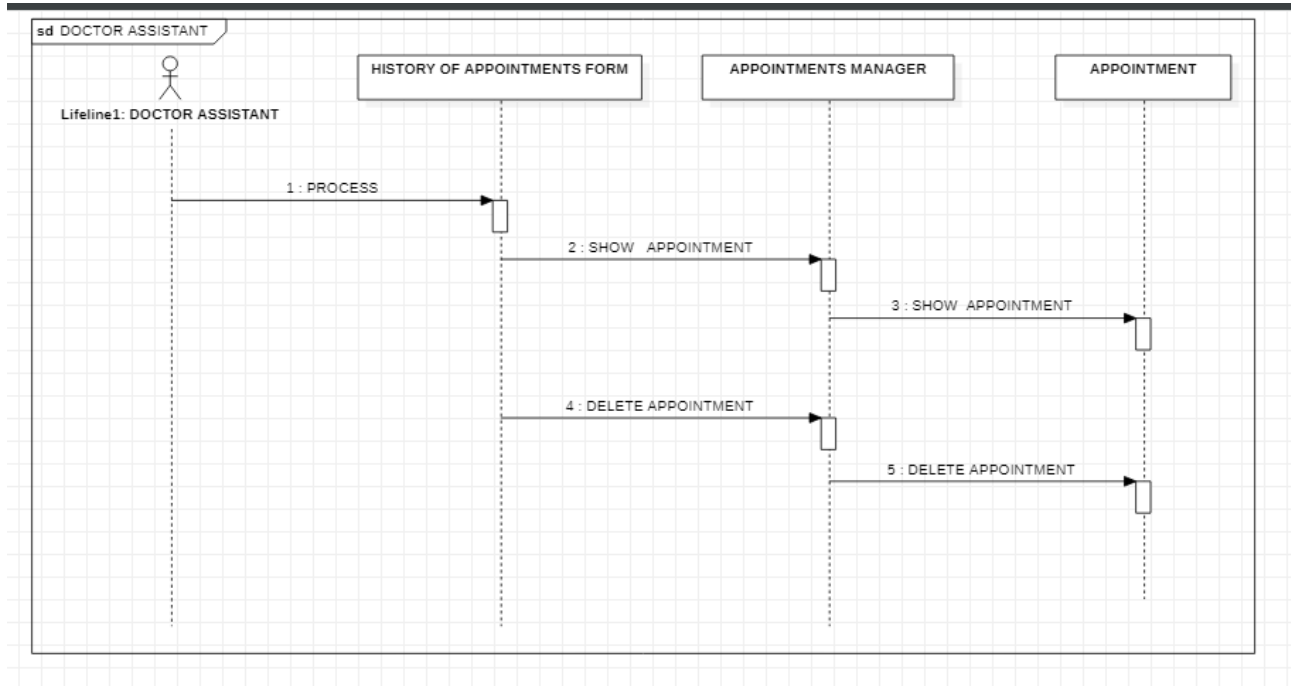 sd DOCTOR ASSISTANT
HISTORY OF APPOINTMENTS FORM
APPOINTMENTS MANAGER
APPOINTMENT
Lifeline1: DOCTOR ASSISTANT
1 : PROCESS
2 : SHOW   APPOINTMENT
3 : SHOW  APPOINTMENT
4 : DELETE APPOINTMENT
5 : DELETE APPOINTMENT